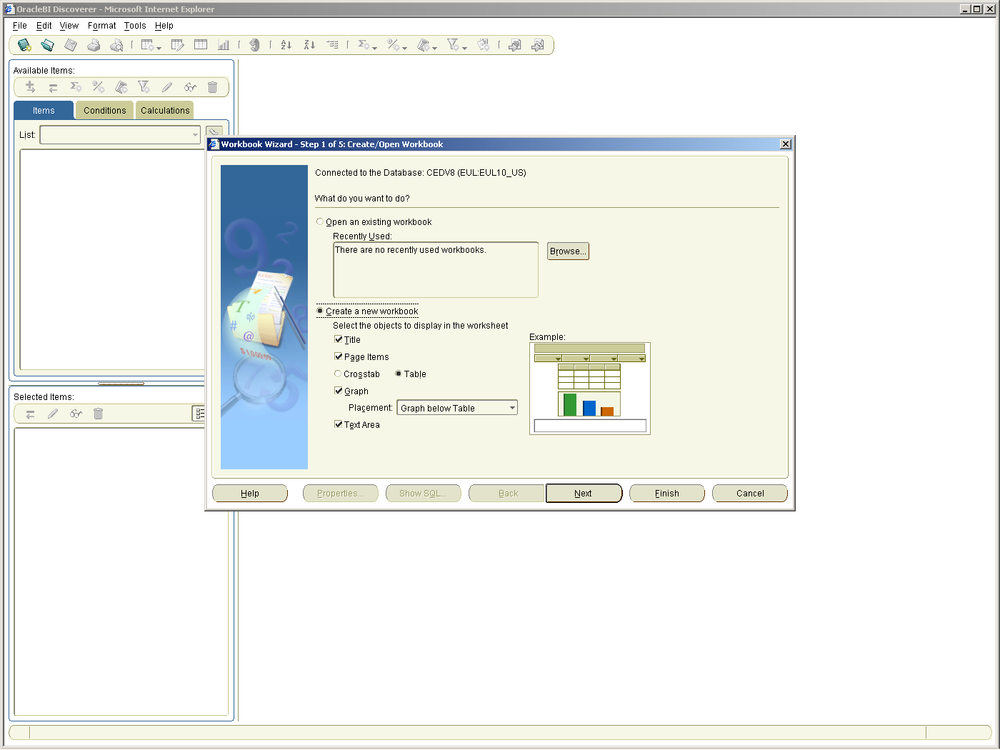 OracleBI Discoverer - Microsoft Internet Explorer
File Edit View Format Tools Help
Available Items:
Items Conditions Calculations
List:
Workbook Wizard - Step 1 of 5: Create/Open Workbook
Connected to the Database: CEDV8 (EUL:EUL10_US)
What do you want to do?
Open an existing workbook
Recently Used:
There are no recently used workbooks.
Browse...
Create a new workbook
Select the objects to display in the worksheet
Title
Example:
Page Items
Crosstab Table
Graph
Placement: Graph below Table
Text Area
Help Properties... Show SQL... Back Next Finish Cancel
Selected Items: